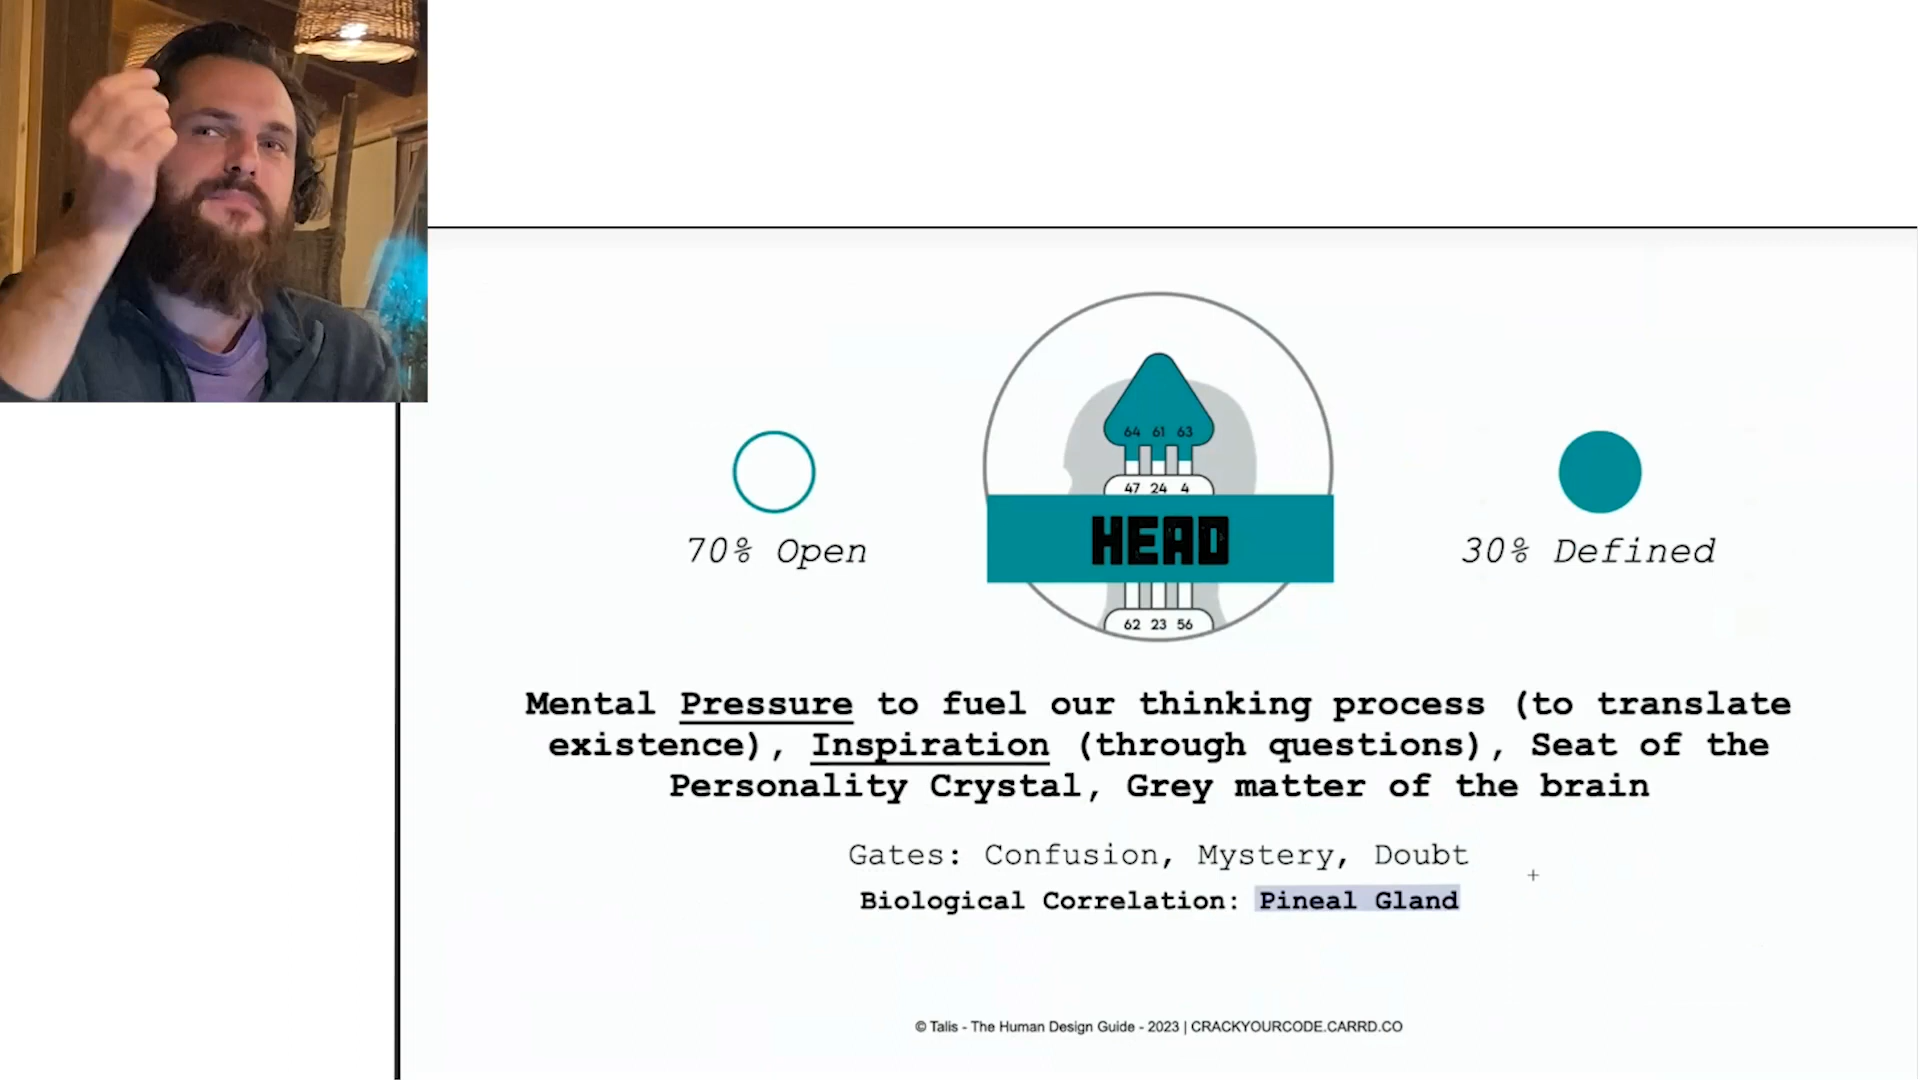 64 61 63
47 24 4
HEAD
70% Open
30% Defined
62 23 56
Mental Pressure to fuel our thinking process (to translate
existence), Inspiration (through questions), Seat of the
Personality Crystal, Grey matter of the brain
Gates: Confusion, Mystery, Doubt
Biological Correlation: Pineal Gland
© Talis - The Human Design Guide - 2023 | CRACKYOURCODE.CARRD.CO